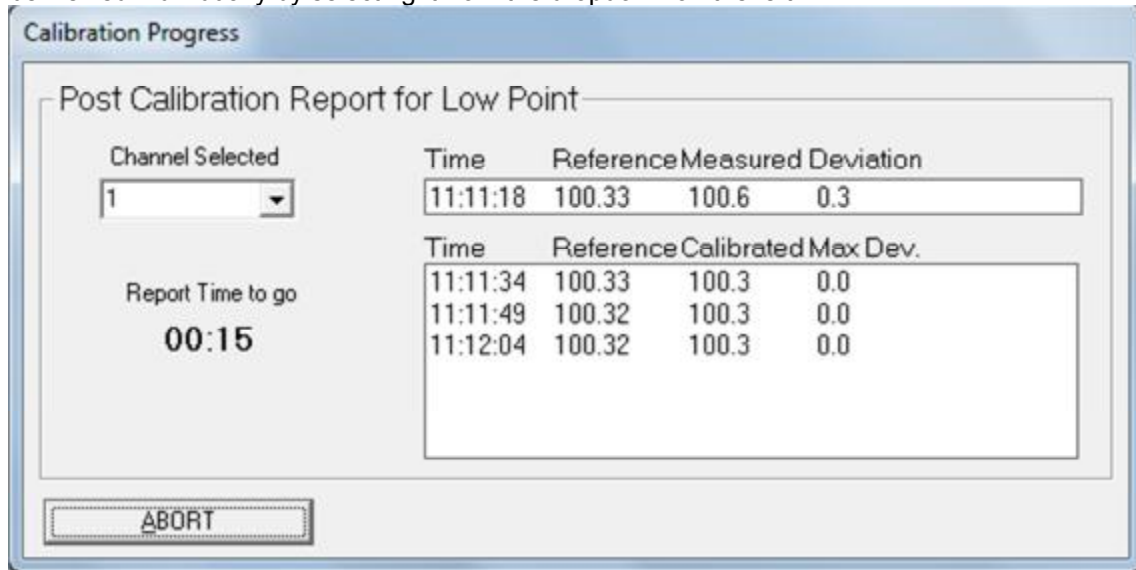 Calibration Progress
Post Calibration Report for Low Point
Channel Selected
1
Report Time to go
00:15
Time Reference Measured Deviation
11:11:18 100.33 100.6 0.3
Time Reference Calibrated Max Dev.
11:11:34 100.33 100.3 0.0
11:11:49 100.32 100.3 0.0
11:12:04 100.32 100.3 0.0
ABORT